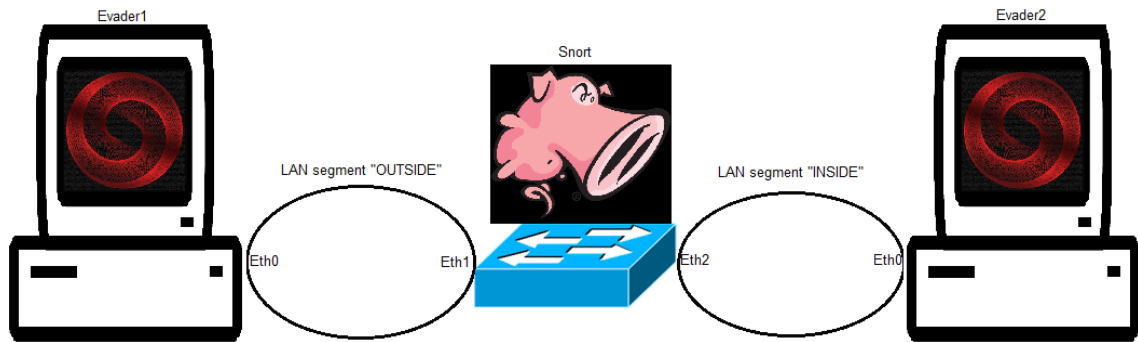 Evader1
Evader2
Snort
LAN segment "OUTSIDE"
LAN segment "INSIDE"
Eth0
Eth1
Eth2
Eth0